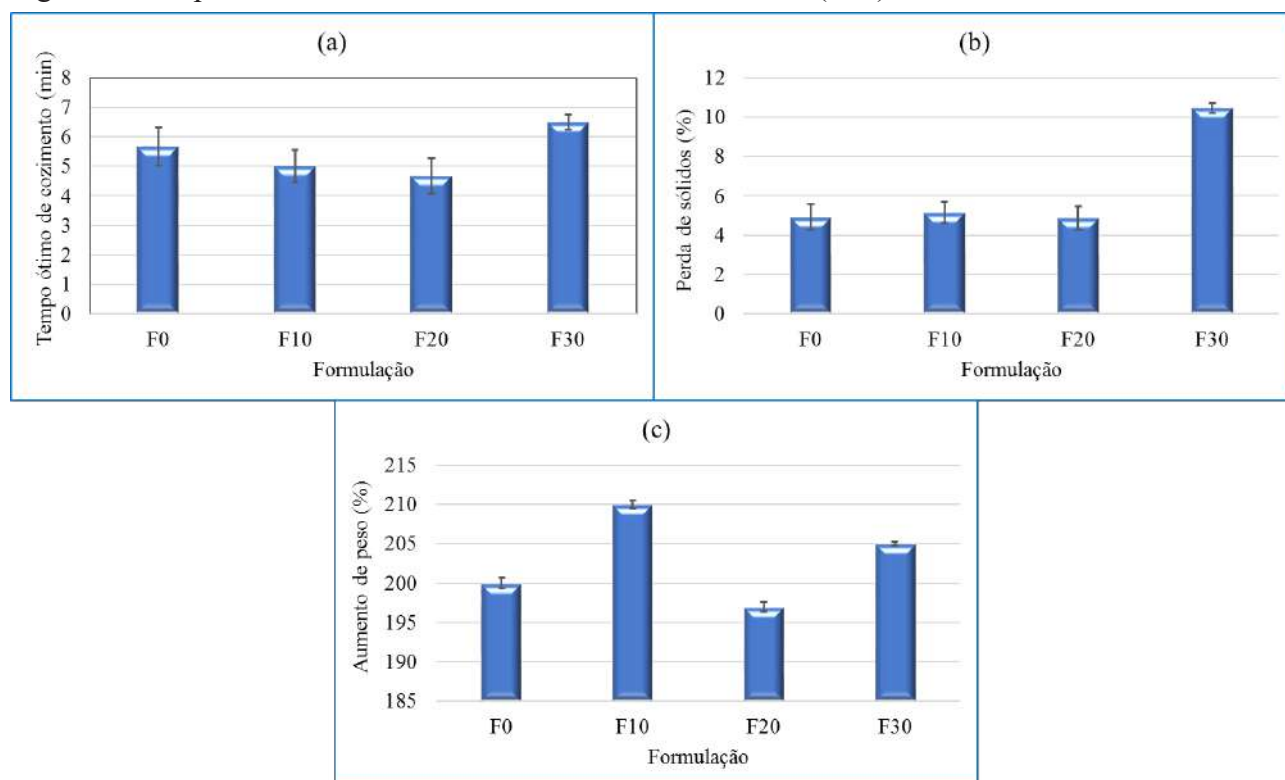 (a)
Tempo ótimo de cozimento (min)
8
7
6
5
4
3
2
1
0
F0 F10 F20 F30
Formulação
(b)
Perda de sólidos (%)
12
10
8
6
4
2
0
F0 F10 F20 F30
Formulação
(c)
Aumento de peso (%)
215
210
205
200
195
190
185
F0 F10 F20 F30
Formulação